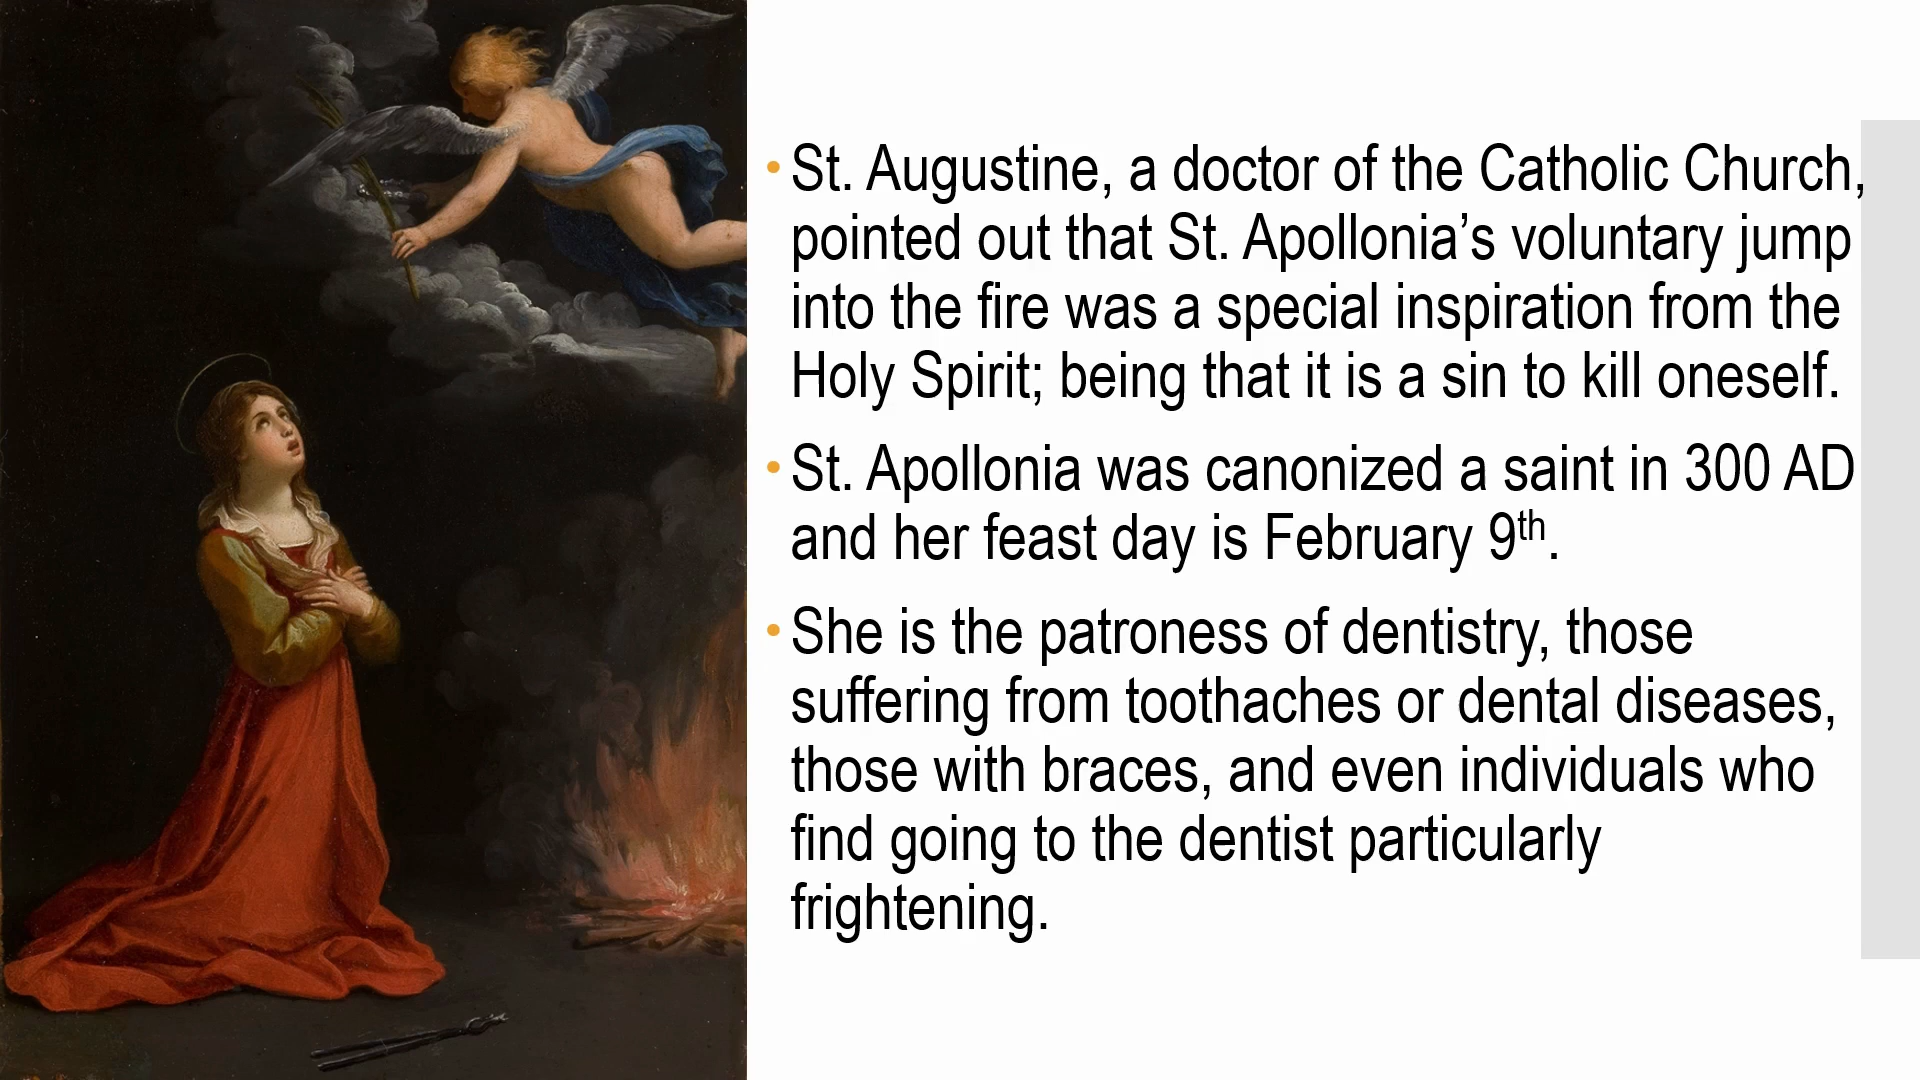 • St. Augustine, a doctor of the Catholic Church,
pointed out that St. Apollonia’s voluntary jump
into the fire was a special inspiration from the
Holy Spirit; being that it is a sin to kill oneself.
• St. Apollonia was canonized a saint in 300 AD
and her feast day is February 9th.
• She is the patroness of dentistry, those
suffering from toothaches or dental diseases,
those with braces, and even individuals who
find going to the dentist particularly
frightening.